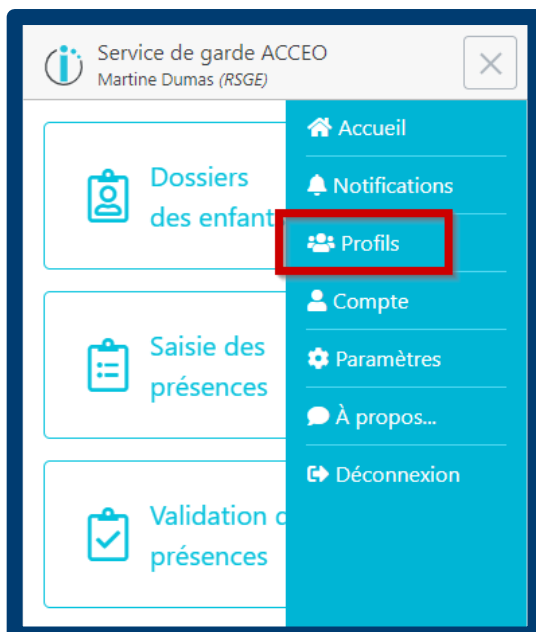 Service de garde ACCEO
Martine Dumas (RSGE)
Accueil
Notifications
Profils
Compte
Paramètres
À propos...
Déconnexion
Dossiers
des enfant
Saisie des
présences
Validation d
présences